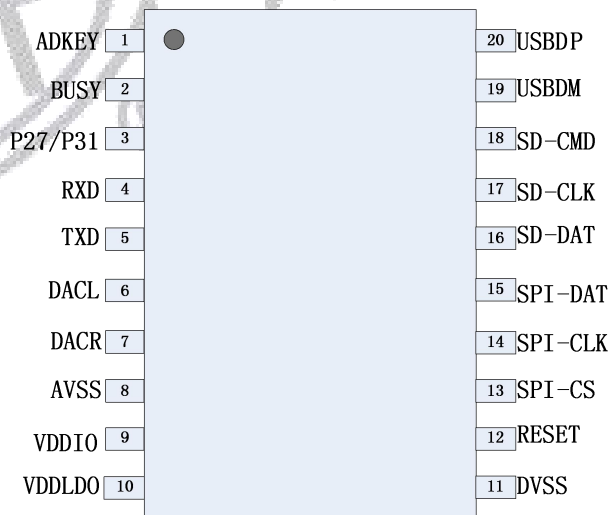 ADKEY 1 20 USBDP
BUSY 2 19 USBDM
P27/P31 3 18 SD-CMD
RXD 4 17 SD-CLK
TXD 5 16 SD-DAT
DACL 6 15 SPI-DAT
DACR 7 14 SPI-CLK
AVSS 8 13 SPI-CS
VDDIO 9 12 RESET
VDDLDO 10 11 DVSS